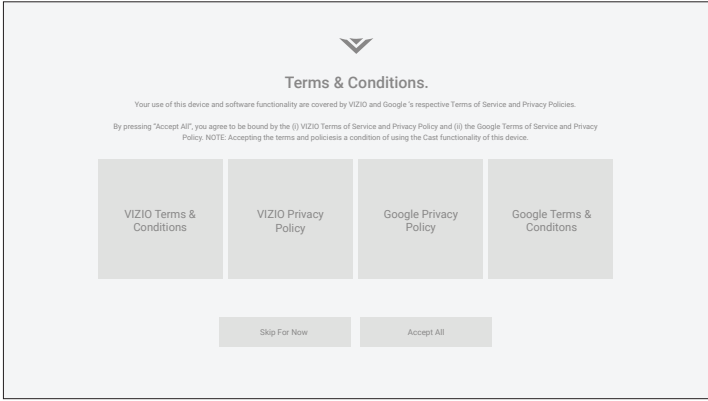 Terms & Conditions.
Your use of this device and software functionality are covered by VIZIO and Google 's respective Terms of Service and Privacy Policies.
By pressing "Accept All", you agree to be bound by the (i) VIZIO Terms of Service and Privacy Policy and (ii) the Google Terms of Service and Privacy
Policy. NOTE: Accepting the terms and policiesis a condition of using the Cast functionality of this device.
VIZIO Terms &
Conditions
VIZIO Privacy
Policy
Google Privacy
Policy
Google Terms &
Conditons
Skip For Now
Accept All